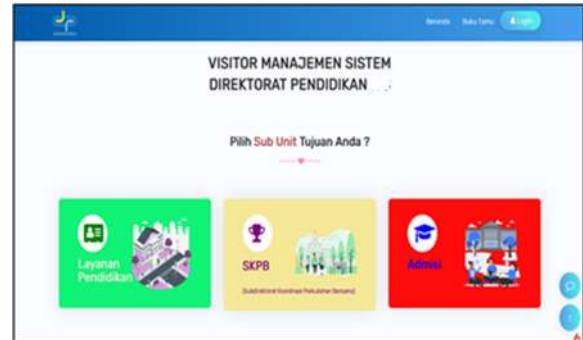 Beranda Buku Tamu Login
VISITOR MANAJEMEN SISTEM
DIREKTORAT PENDIDIKAN
Pilih Sub Unit Tujuan Anda ?
Layanan
Pendidikan
SKPB
(Subdirektorat Koordinasi Perkuliahan Bersama)
Admisi